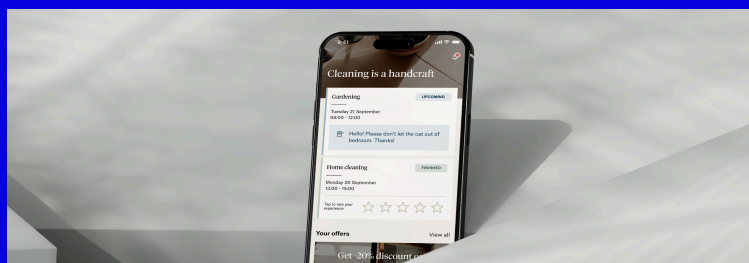 9:41
Cleaning is a handcraft
Gardening
UPCOMING
Tuesday 21 September
08:00 - 12:00
Hello! Please don't let the cat out of
bedroom. Thanks!
Home cleaning
FINISHED
Monday 20 September
13:00 - 15:00
Tap to rate your
experience
Your offers
View all
Get -20% discount o